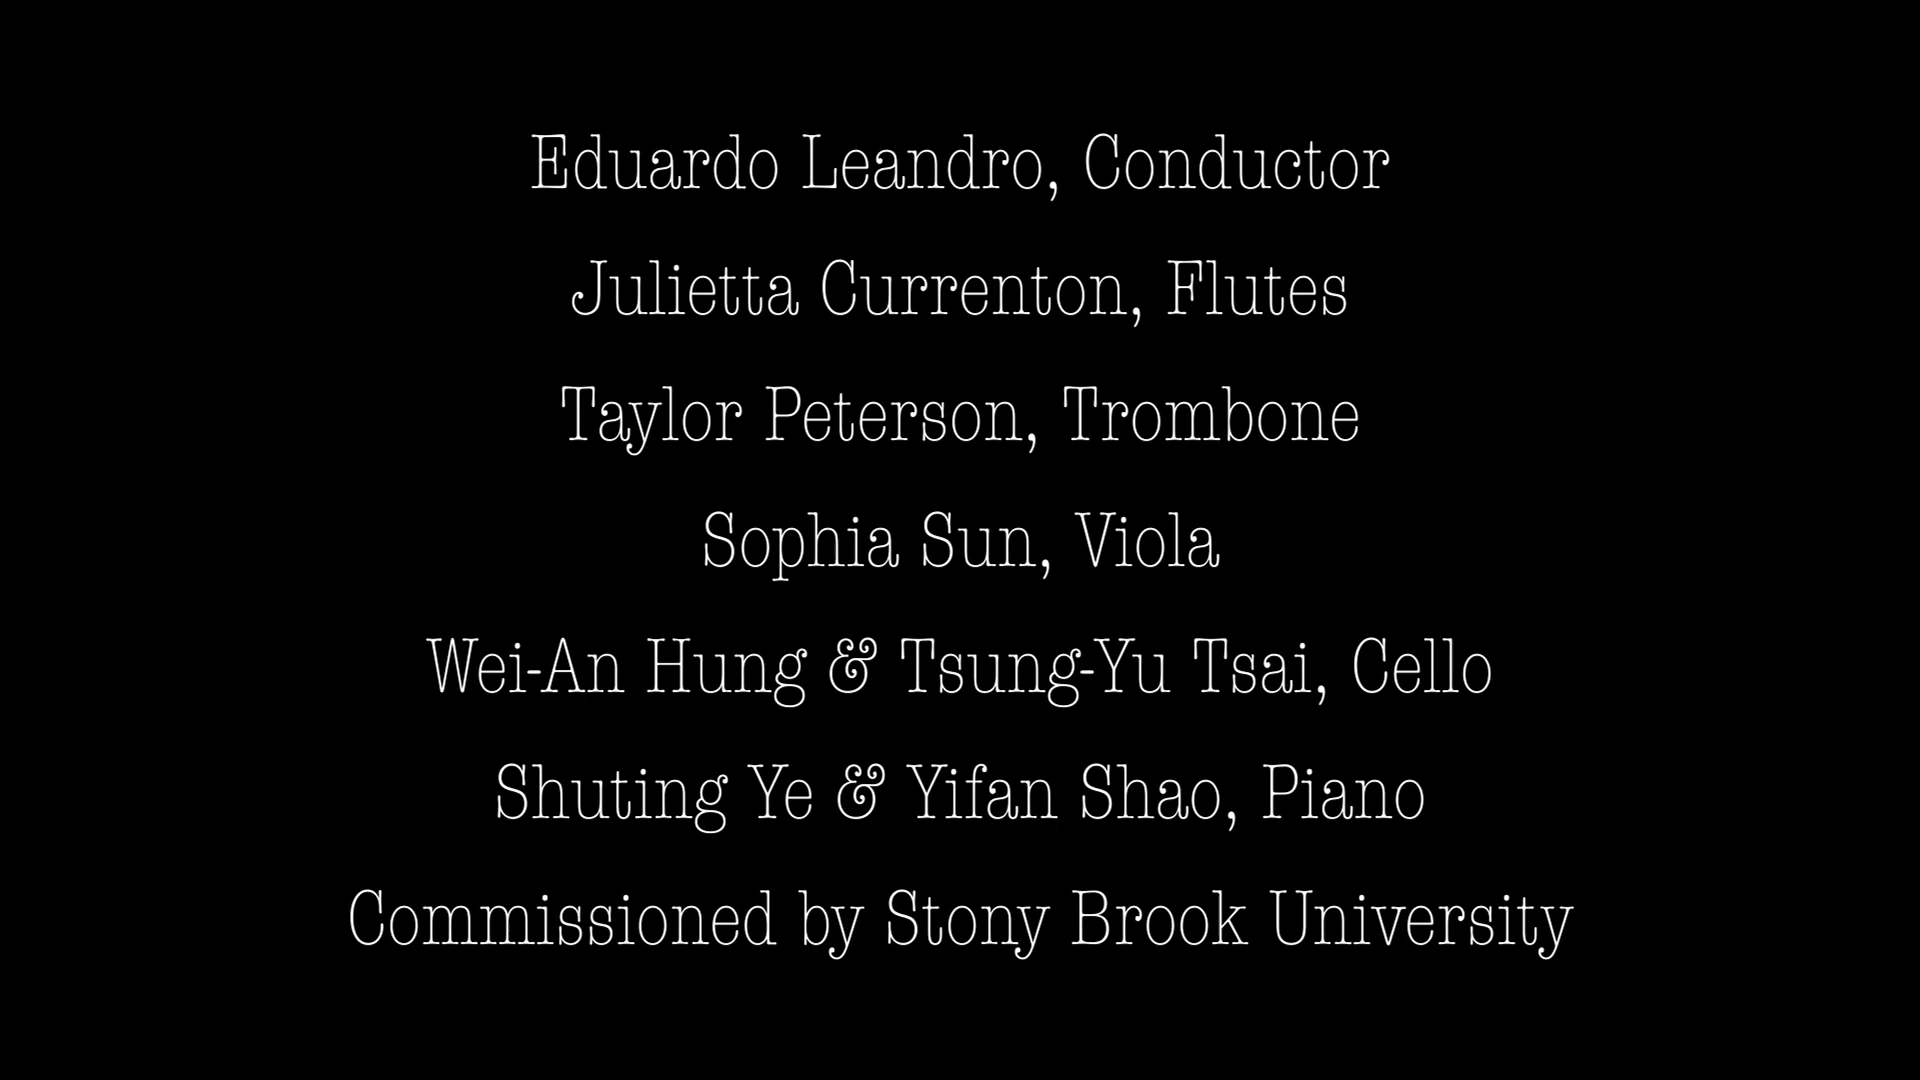 Eduardo Leandro, Conductor
Julietta Currenton, Flutes
Taylor Peterson, Trombone
Sophia Sun, Viola
Wei-An Hung & Tsung-Yu Tsai, Cello
Shuting Ye & Yifan Shao, Piano
Commissioned by Stony Brook University